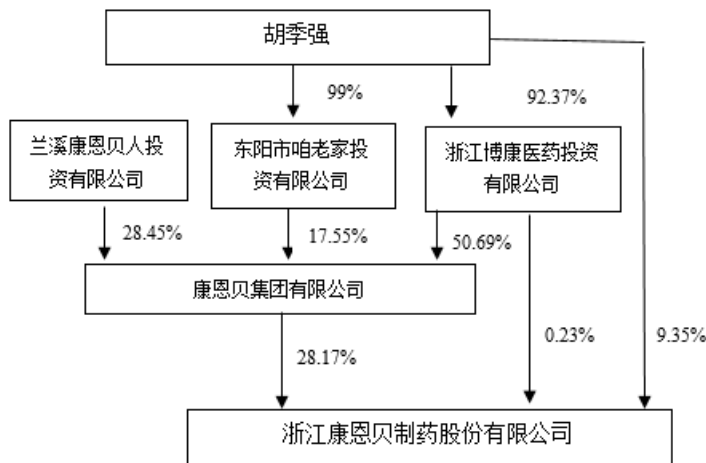 胡季强
99%
92.37%
兰溪康恩贝人投
资有限公司
东阳市咱老家投
资有限公司
浙江博康医药投资
有限公司
28.45%
17.55%
50.69%
康恩贝集团有限公司
28.17%
0.23%
9.35%
浙江康恩贝制药股份有限公司